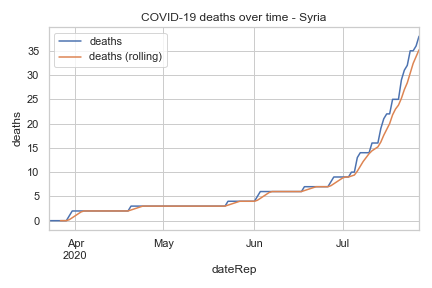 COVID-19 deaths over time - Syria
deaths
deaths (rolling)
deaths
35
30
25
20
15
10
5
0
Apr
2020
May
Jun
Jul
dateRep